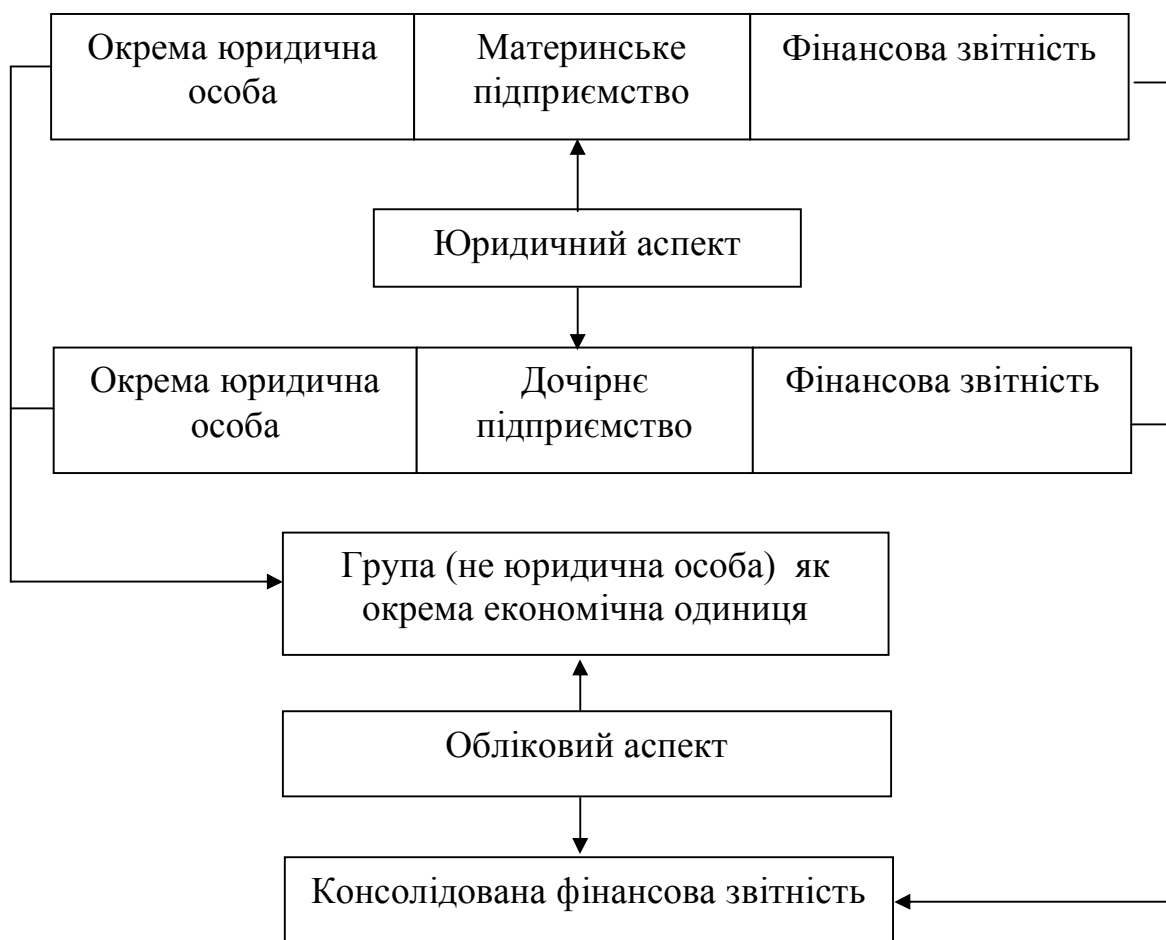 Окрема юридична
особа
Материнське
підприємство
Фінансова звітність
Юридичний аспект
Окрема юридична
особа
Дочірнє
підприємство
Фінансова звітність
Група (не юридична особа) як
окрема економічна одиниця
Обліковий аспект
Консолідована фінансова звітність